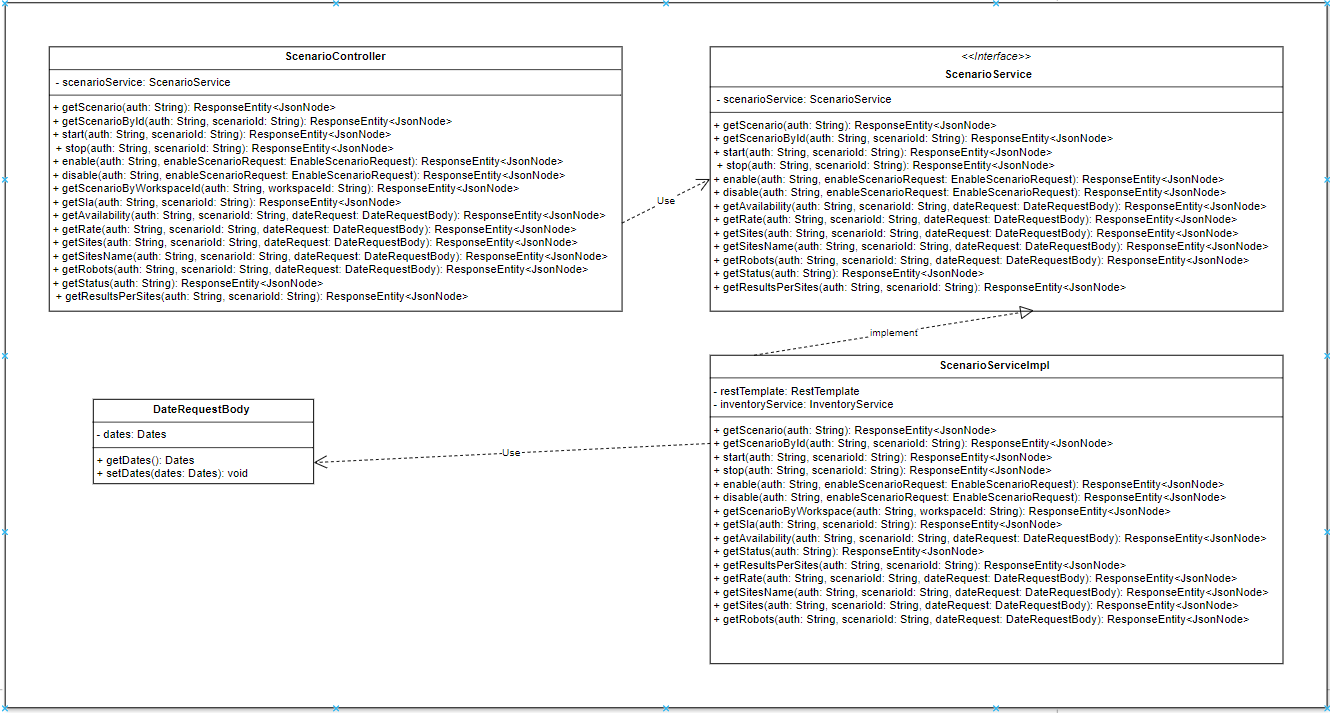 ScenarioController
- scenarioService: ScenarioService
+ getScenario(auth: String): ResponseEntity<JsonNode>
+ getScenarioById(auth: String, scenarioId: String): ResponseEntity<JsonNode>
+ start(auth: String, scenarioId: String): ResponseEntity<JsonNode>
+ stop(auth: String, scenarioId: String): ResponseEntity<JsonNode>
+ enable(auth: String, enableScenarioRequest: EnableScenarioRequest): ResponseEntity<JsonNode>
+ disable(auth: String, enableScenarioRequest: EnableScenarioRequest): ResponseEntity<JsonNode>
+ getScenarioByWorkspaceId(auth: String, workspaceId: String): ResponseEntity<JsonNode>
+ getSla(auth: String, scenarioId: String): ResponseEntity<JsonNode>
+ getAvailability(auth: String, scenarioId: String, dateRequest: DateRequestBody): ResponseEntity<JsonNode>
+ getRate(auth: String, scenarioId: String, dateRequest: DateRequestBody): ResponseEntity<JsonNode>
+ getSites(auth: String, scenarioId: String, dateRequest: DateRequestBody): ResponseEntity<JsonNode>
+ getSitesName(auth: String, scenarioId: String, dateRequest: DateRequestBody): ResponseEntity<JsonNode>
+ getRobots(auth: String, scenarioId: String, dateRequest: DateRequestBody): ResponseEntity<JsonNode>
+ getStatus(auth: String): ResponseEntity<JsonNode>
+ getResultsPerSites(auth: String, scenarioId: String): ResponseEntity<JsonNode>
Use
<<Interface>>
ScenarioService
- scenarioService: ScenarioService
+ getScenario(auth: String): ResponseEntity<JsonNode>
+ getScenarioById(auth: String, scenarioId: String): ResponseEntity<JsonNode>
+ start(auth: String, scenarioId: String): ResponseEntity<JsonNode>
+ stop(auth: String, scenarioId: String): ResponseEntity<JsonNode>
+ enable(auth: String, enableScenarioRequest: EnableScenarioRequest): ResponseEntity<JsonNode>
+ disable(auth: String, enableScenarioRequest: EnableScenarioRequest): ResponseEntity<JsonNode>
+ getAvailability(auth: String, scenarioId: String, dateRequest: DateRequestBody): ResponseEntity<JsonNode>
+ getRate(auth: String, scenarioId: String, dateRequest: DateRequestBody): ResponseEntity<JsonNode>
+ getSites(auth: String, scenarioId: String, dateRequest: DateRequestBody): ResponseEntity<JsonNode>
+ getSitesName(auth: String, scenarioId: String, dateRequest: DateRequestBody): ResponseEntity<JsonNode>
+ getRobots(auth: String, scenarioId: String, dateRequest: DateRequestBody): ResponseEntity<JsonNode>
+ getStatus(auth: String): ResponseEntity<JsonNode>
+ getResultsPerSites(auth: String, scenarioId: String): ResponseEntity<JsonNode>
implement
DateRequestBody
- dates: Dates
+ getDates(): Dates
+ setDates(dates: Dates): void
Use
ScenarioServiceImpl
- restTemplate: RestTemplate
- inventoryService: InventoryService
+ getScenario(auth: String): ResponseEntity<JsonNode>
+ getScenarioById(auth: String, scenarioId: String): ResponseEntity<JsonNode>
+ start(auth: String, scenarioId: String): ResponseEntity<JsonNode>
+ stop(auth: String, scenarioId: String): ResponseEntity<JsonNode>
+ enable(auth: String, enableScenarioRequest: EnableScenarioRequest): ResponseEntity<JsonNode>
+ disable(auth: String, enableScenarioRequest: EnableScenarioRequest): ResponseEntity<JsonNode>
+ getScenarioByWorkspace(auth: String, workspaceId: String): ResponseEntity<JsonNode>
+ getSla(auth: String, scenarioId: String): ResponseEntity<JsonNode>
+ getAvailability(auth: String, scenarioId: String, dateRequest: DateRequestBody): ResponseEntity<JsonNode>
+ getStatus(auth: String): ResponseEntity<JsonNode>
+ getResultsPerSites(auth: String, scenarioId: String): ResponseEntity<JsonNode>
+ getRate(auth: String, scenarioId: String, dateRequest: DateRequestBody): ResponseEntity<JsonNode>
+ getSitesName(auth: String, scenarioId: String, dateRequest: DateRequestBody): ResponseEntity<JsonNode>
+ getSites(auth: String, scenarioId: String, dateRequest: DateRequestBody): ResponseEntity<JsonNode>
+ getRobots(auth: String, scenarioId: String, dateRequest: DateRequestBody): ResponseEntity<JsonNode>